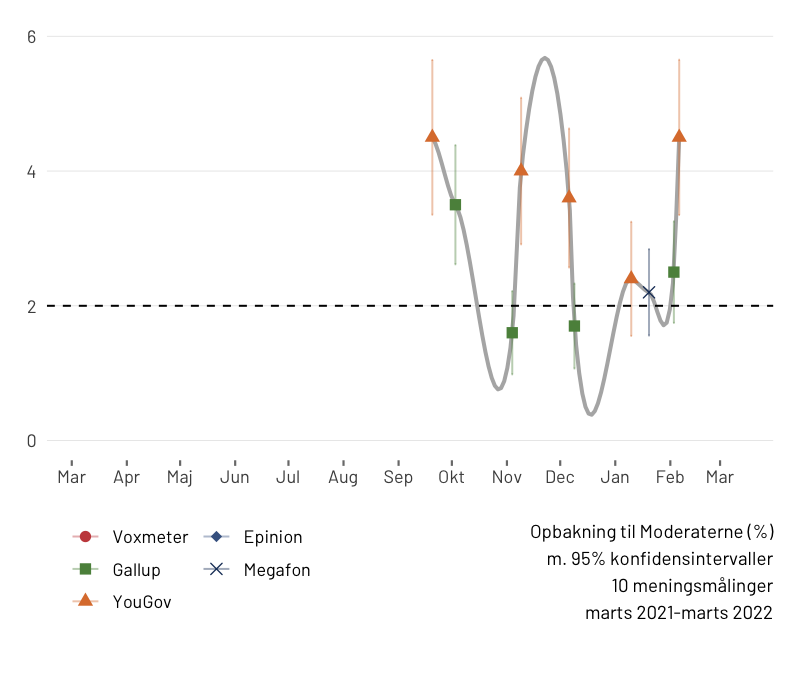 6
4
2
0
Mar Apr Maj Jun Jul Aug Sep Okt Nov Dec Jan Feb Mar
Voxmeter Epinion
Gallup Megafon
YouGov
Opbakning til Moderaterne (%)
m. 95% konfidensintervaller
10 meningsmålinger
marts 2021-marts 2022